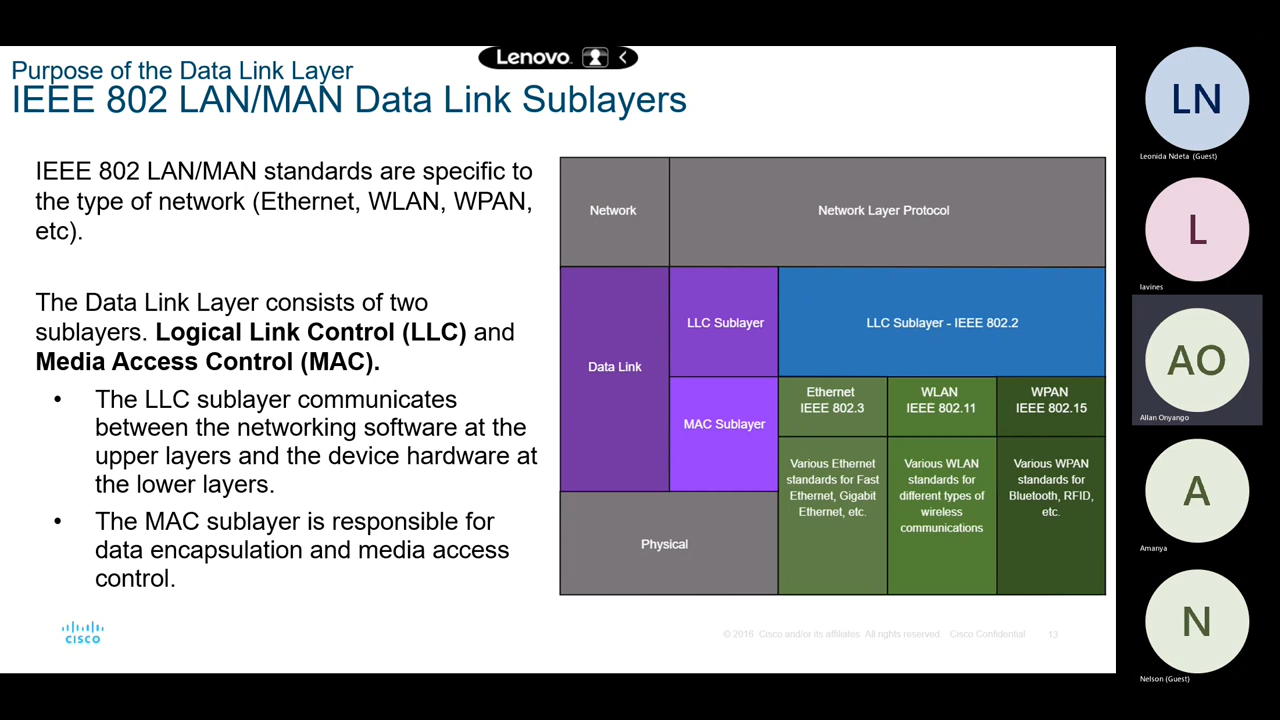 Lenovo
Purpose of the Data Link Layer
IEEE 802 LAN/MAN Data Link Sublayers
IEEE 802 LAN/MAN standards are specific to
the type of network (Ethernet, WLAN, WPAN,
etc).
The Data Link Layer consists of two
sublayers. Logical Link Control (LLC) and
Media Access Control (MAC).
• The LLC sublayer communicates
between the networking software at the
upper layers and the device hardware at
the lower layers.
• The MAC sublayer is responsible for
data encapsulation and media access
control.
Network
Network Layer Protocol
Data Link
LLC Sublayer
LLC Sublayer - IEEE 802.2
MAC Sublayer
Ethernet
IEEE 802.3
WLAN
IEEE 802.11
WPAN
IEEE 802.15
Various Ethernet
standards for Fast
Ethernet, Gigabit
Ethernet, etc.
Various WLAN
standards for
different types of
wireless
communications
Various WPAN
standards for
Bluetooth, RFID,
etc.
Physical
CISCO
© 2016 Cisco and/or its affiliates. All rights reserved. Cisco Confidential 13
LN
Leonida Ndeta (Guest)
L
lavines
AO
Allan Onyango
A
Amanya
N
Nelson (Guest)